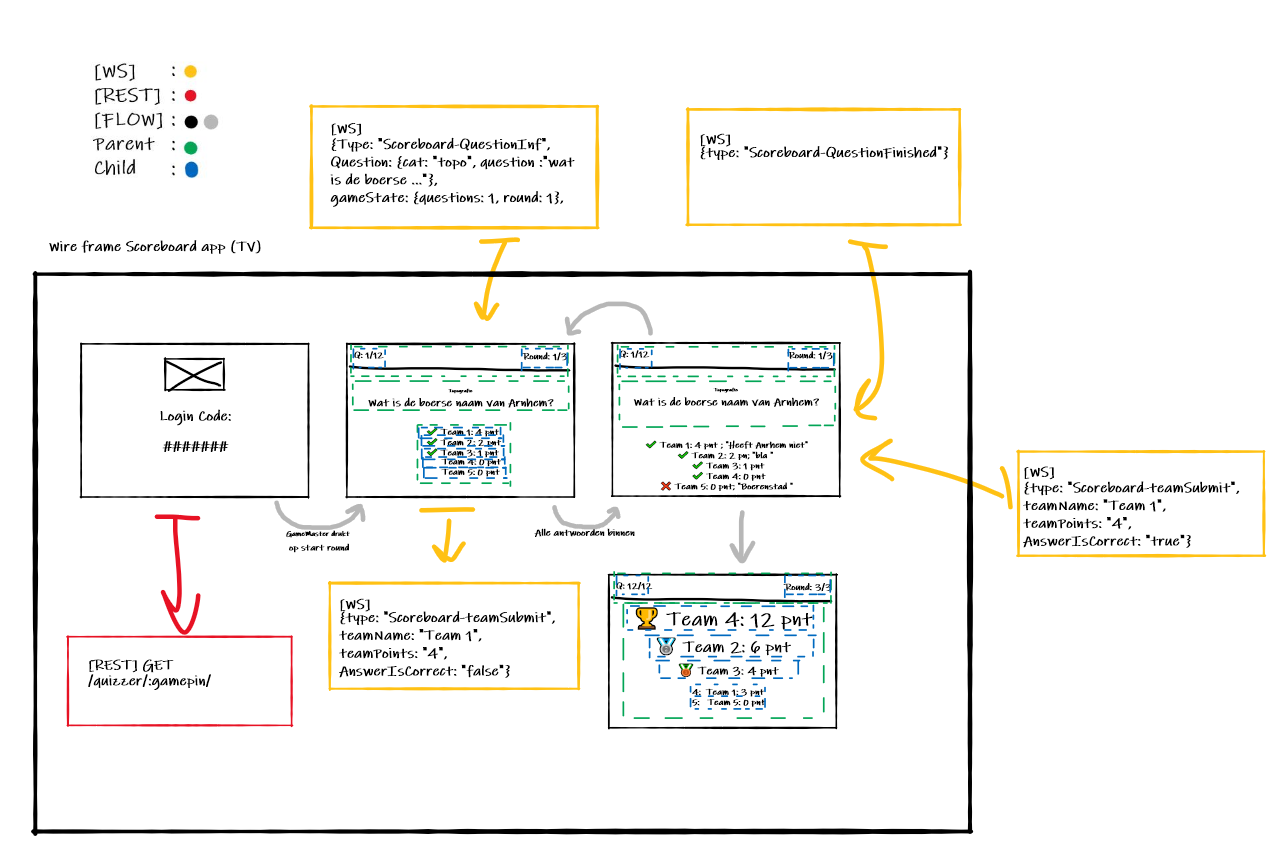 [WS] :
[REST] :
[FLOW] :
Parent :
Child :
[WS]
{Type: "Scoreboard-QuestionInf",
Question: {cat: "topo", question :"wat
is de boerse ..."},
gameState: {questions: 1, round: 1},
[WS]
{type: "Scoreboard-QuestionFinished"}
Wire frame Scoreboard app (TV)
Login Code:
#######
Q: 1/12
Round: 1/3
Topografie
Wat is de boerse naam van Arnhem?
Team 1: 4 pnt
Team 2: 2 pnt
Team 3: 1 pnt
Team 4: 0 pnt
Team 5: 0 pnt
Q: 1/12
Round: 1/3
Topografie
Wat is de boerse naam van Arnhem?
Team 1: 4 pnt ; "Heeft Anrhem niet"
Team 2: 2 pn; "bla "
Team 3: 1 pnt
Team 4: 0 pnt
Team 5: 0 pnt; "Boerenstad "
[WS]
{type: "Scoreboard-teamSubmit",
teamName: "Team 1",
teamPoints: "4",
AnswerIsCorrect: "true"}
GameMaster drukt
op start round
Alle antwoorden binnen
[WS]
{type: "Scoreboard-teamSubmit",
teamName: "Team 1",
teamPoints: "4",
AnswerIsCorrect: "false"}
Q: 12/12
Round: 3/3
Team 4: 12 pnt
Team 2: 6 pnt
Team 3: 4 pnt
4: Team 1: 3 pnt
5: Team 5: 0 pnt
[REST] GET
/quizzer/:gamepin/